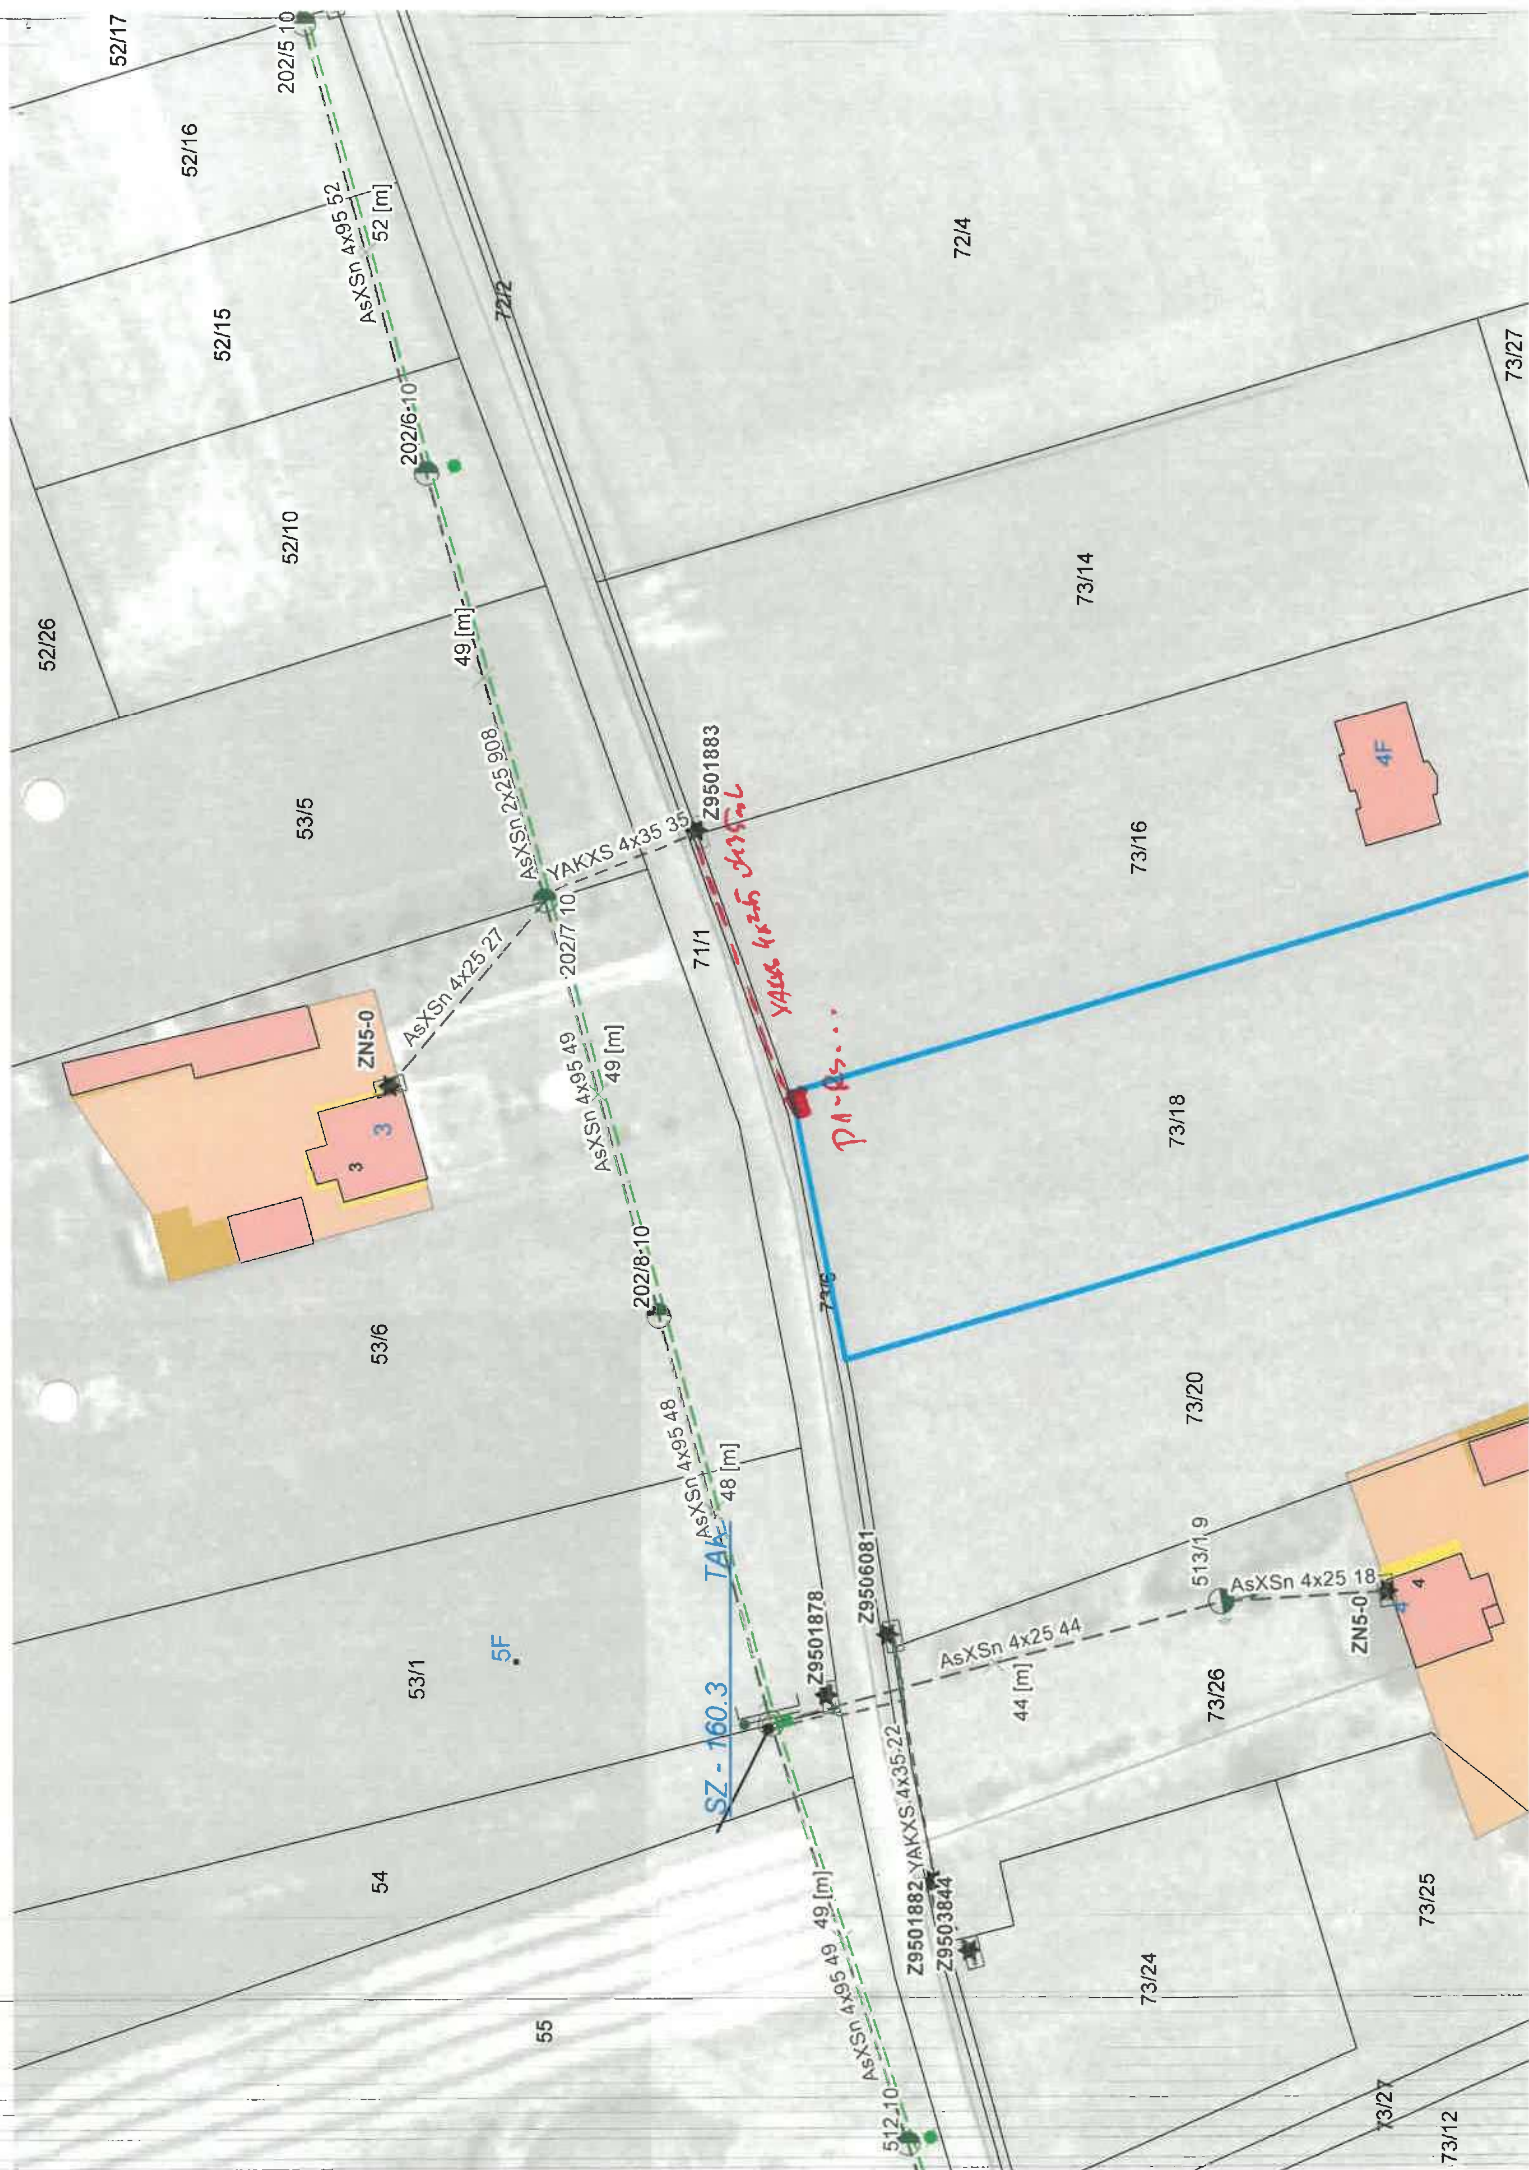 52/17
202/5 10
52/16
AsXSn 4x95 52
52 [m]
52/15
72/2
72/4
202/6 10
52/10
73/27
52/26
49 [m]
73/14
AsXSn 2x25 908
53/5
Z9501883
YAKXS 4x35 35
4F
73/16
202/7 10
AsXSn 4x25 27
71/1
ZN5-0
AsXSn 4x95 49
49 [m]
3
3
73/18
202/8 10
73/6
53/6
73/20
AsXSn 4x95 48
48 [m]
SZ - 160.3 TAK
5F
53/1
Z9501878
Z9506081
513/1 9
AsXSn 4x25 18
ZN5-0
4
4
AsXSn 4x25 44
44 [m]
73/26
54
YAKXS 4x35 22
Z9501882
Z9503844
49 [m]
AsXSn 4x95 49
73/24
73/25
55
512 10
73/27
73/12